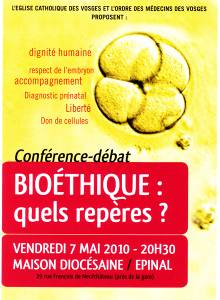 L'EGLISE CATHOLIQUE DES VOSGES ET L'ORDRE DES MÉDECINS DES VOSGES
PROPOSENT :
dignité humaine
respect de l'embryon
accompagnement
Diagnostic prénatal
Liberté
Don de cellules
Conférence-débat
BIOÉTHIQUE :
quels repères ?
VENDREDI 7 MAI 2010 - 20H30
MAISON DIOCÉSAINE / EPINAL
29 rue François de Neufchâteau (près de la gare)